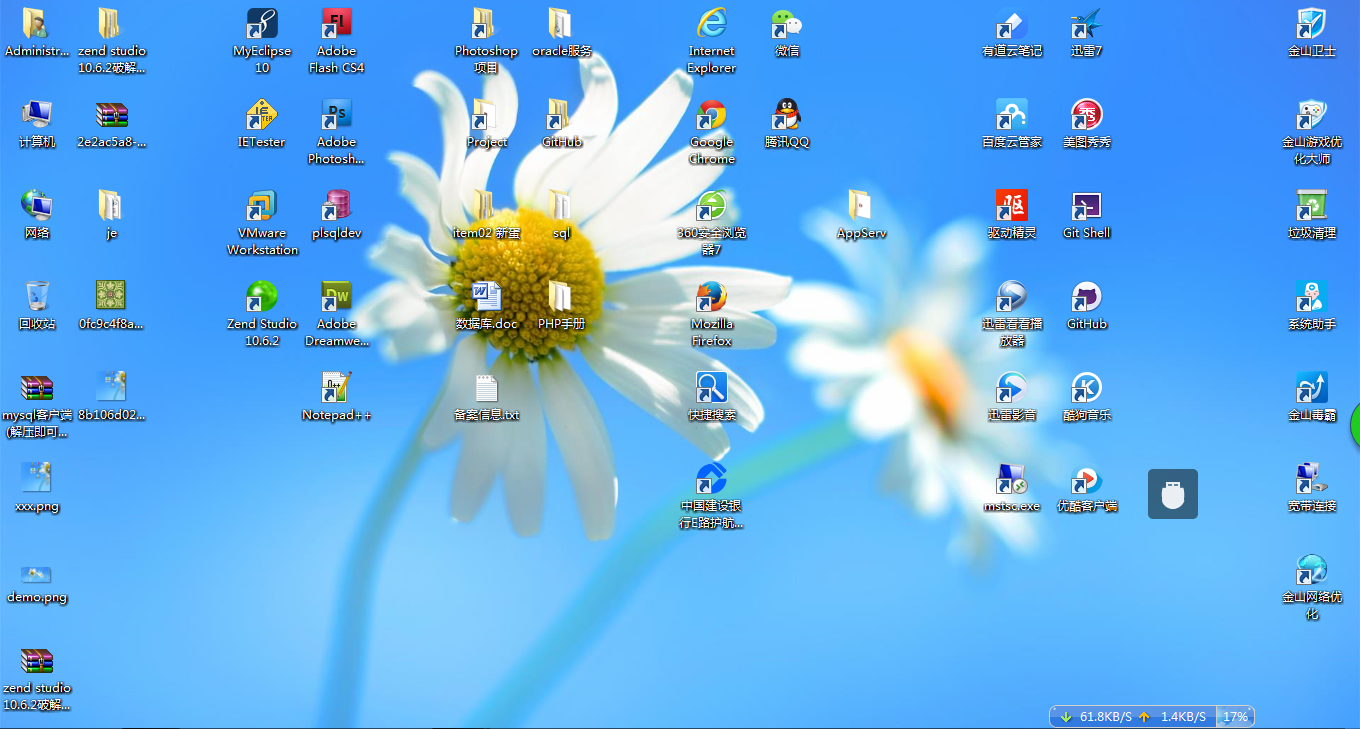 Administr...
zend studio
10.6.2破解...
MyEclipse
10
Adobe
Flash CS4
Photoshop
项目
oracle服务
Internet
Explorer
微信
有道云笔记
迅雷7
金山卫士
计算机
2e2ac5a8-...
IETester
Adobe
Photosh...
Project
GitHub
Google
Chrome
腾讯QQ
百度云管家
美图秀秀
金山游戏优
化大师
网络
je
VMware
Workstation
plsqldev
item02 新蛋
sql
360安全浏览
器7
AppServ
驱动精灵
Git Shell
垃圾清理
回收站
0fc9c4f8a...
Zend Studio
10.6.2
Adobe
Dreamwe...
数据库.doc
PHP手册
Mozilla
Firefox
迅雷看看播
放器
GitHub
系统助手
mysql客户端
(解压即可...
8b106d02...
Notepad++
备案信息.txt
快捷搜索
迅雷影音
酷狗音乐
金山毒霸
xxx.png
中国建设银
行E路护航...
mstsc.exe
优酷客户端
宽带连接
demo.png
金山网络优
化
zend studio
10.6.2破解...
61.8KB/S 1.4KB/S 17%